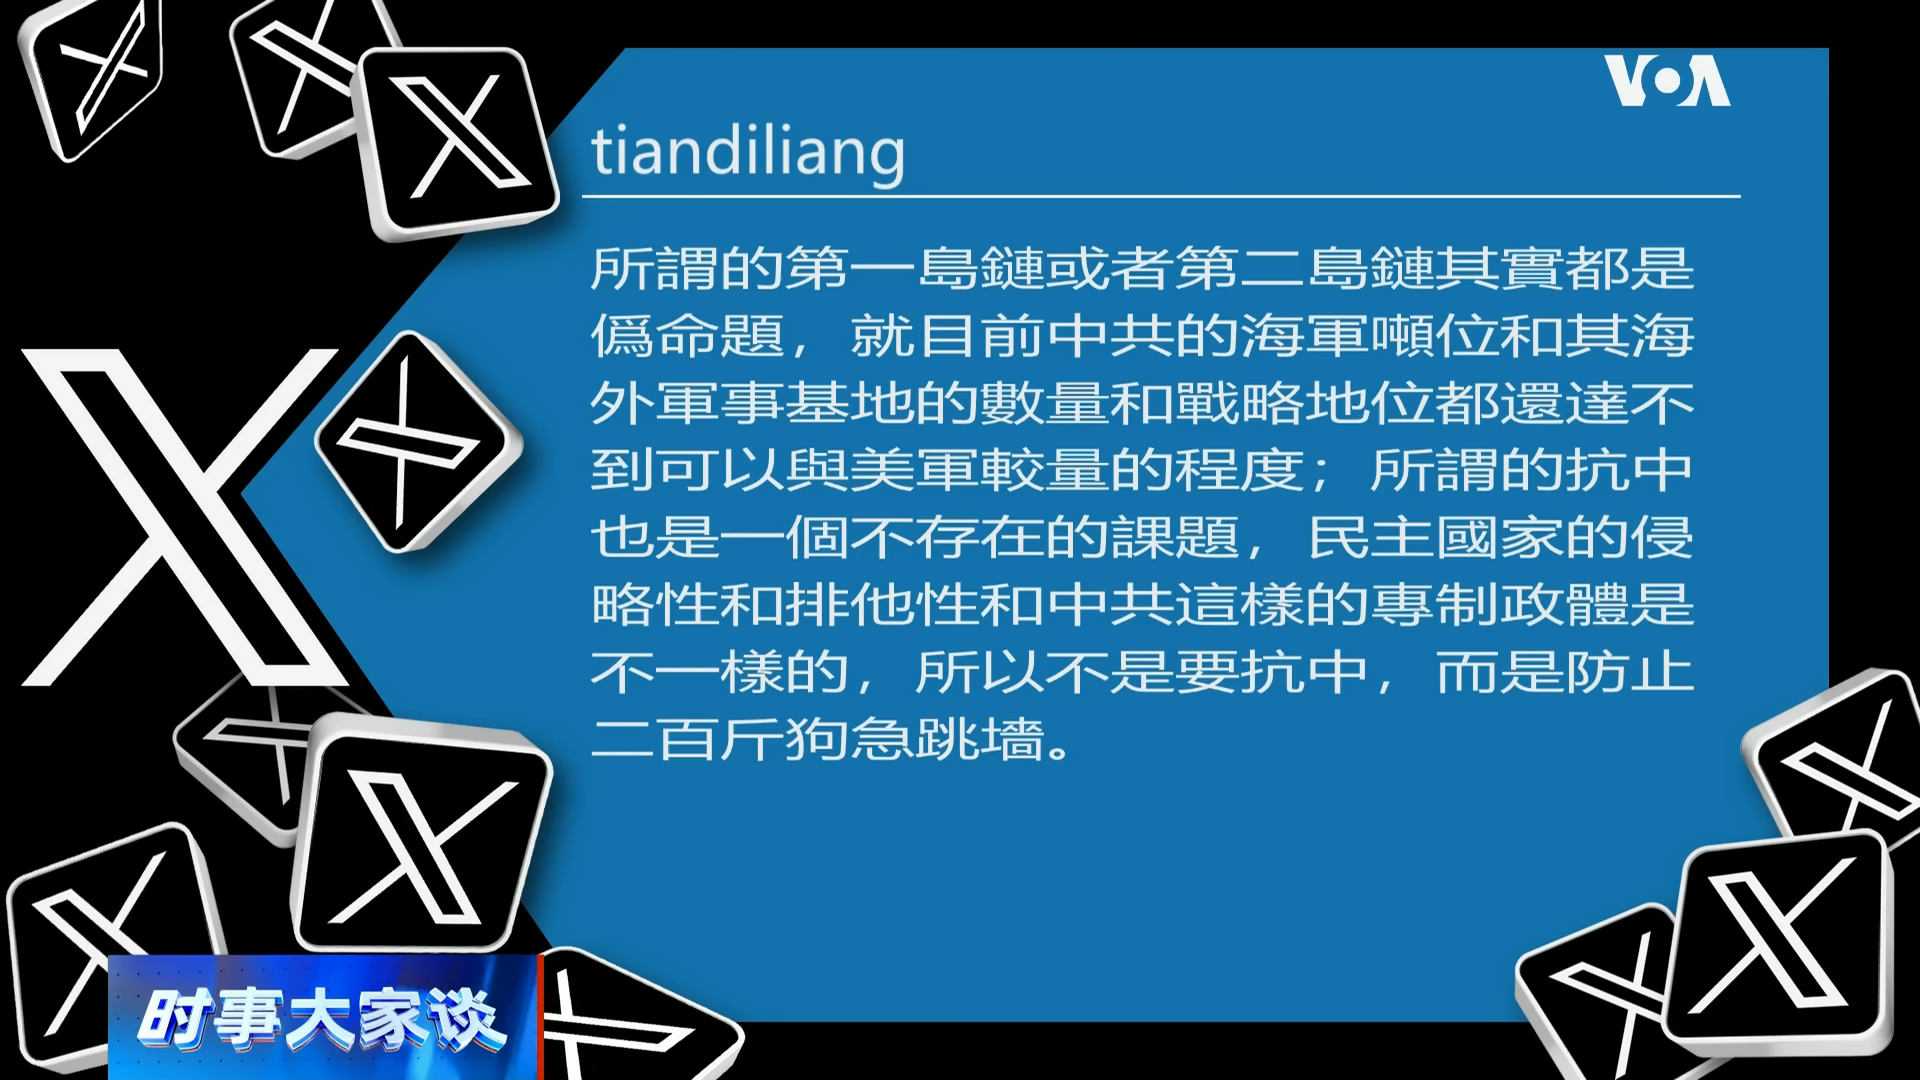 VOA
tiandiliang
所謂的第一島鏈或者第二島鏈其實都是
僞命題，就目前中共的海軍噸位和其海
外軍事基地的數量和戰略地位都還達不
到可以與美軍較量的程度；所謂的抗中
也是一個不存在的課題，民主國家的侵
略性和排他性和中共這樣的專制政體是
不一樣的，所以不是要抗中，而是防止
二百斤狗急跳墻。
时事大家谈